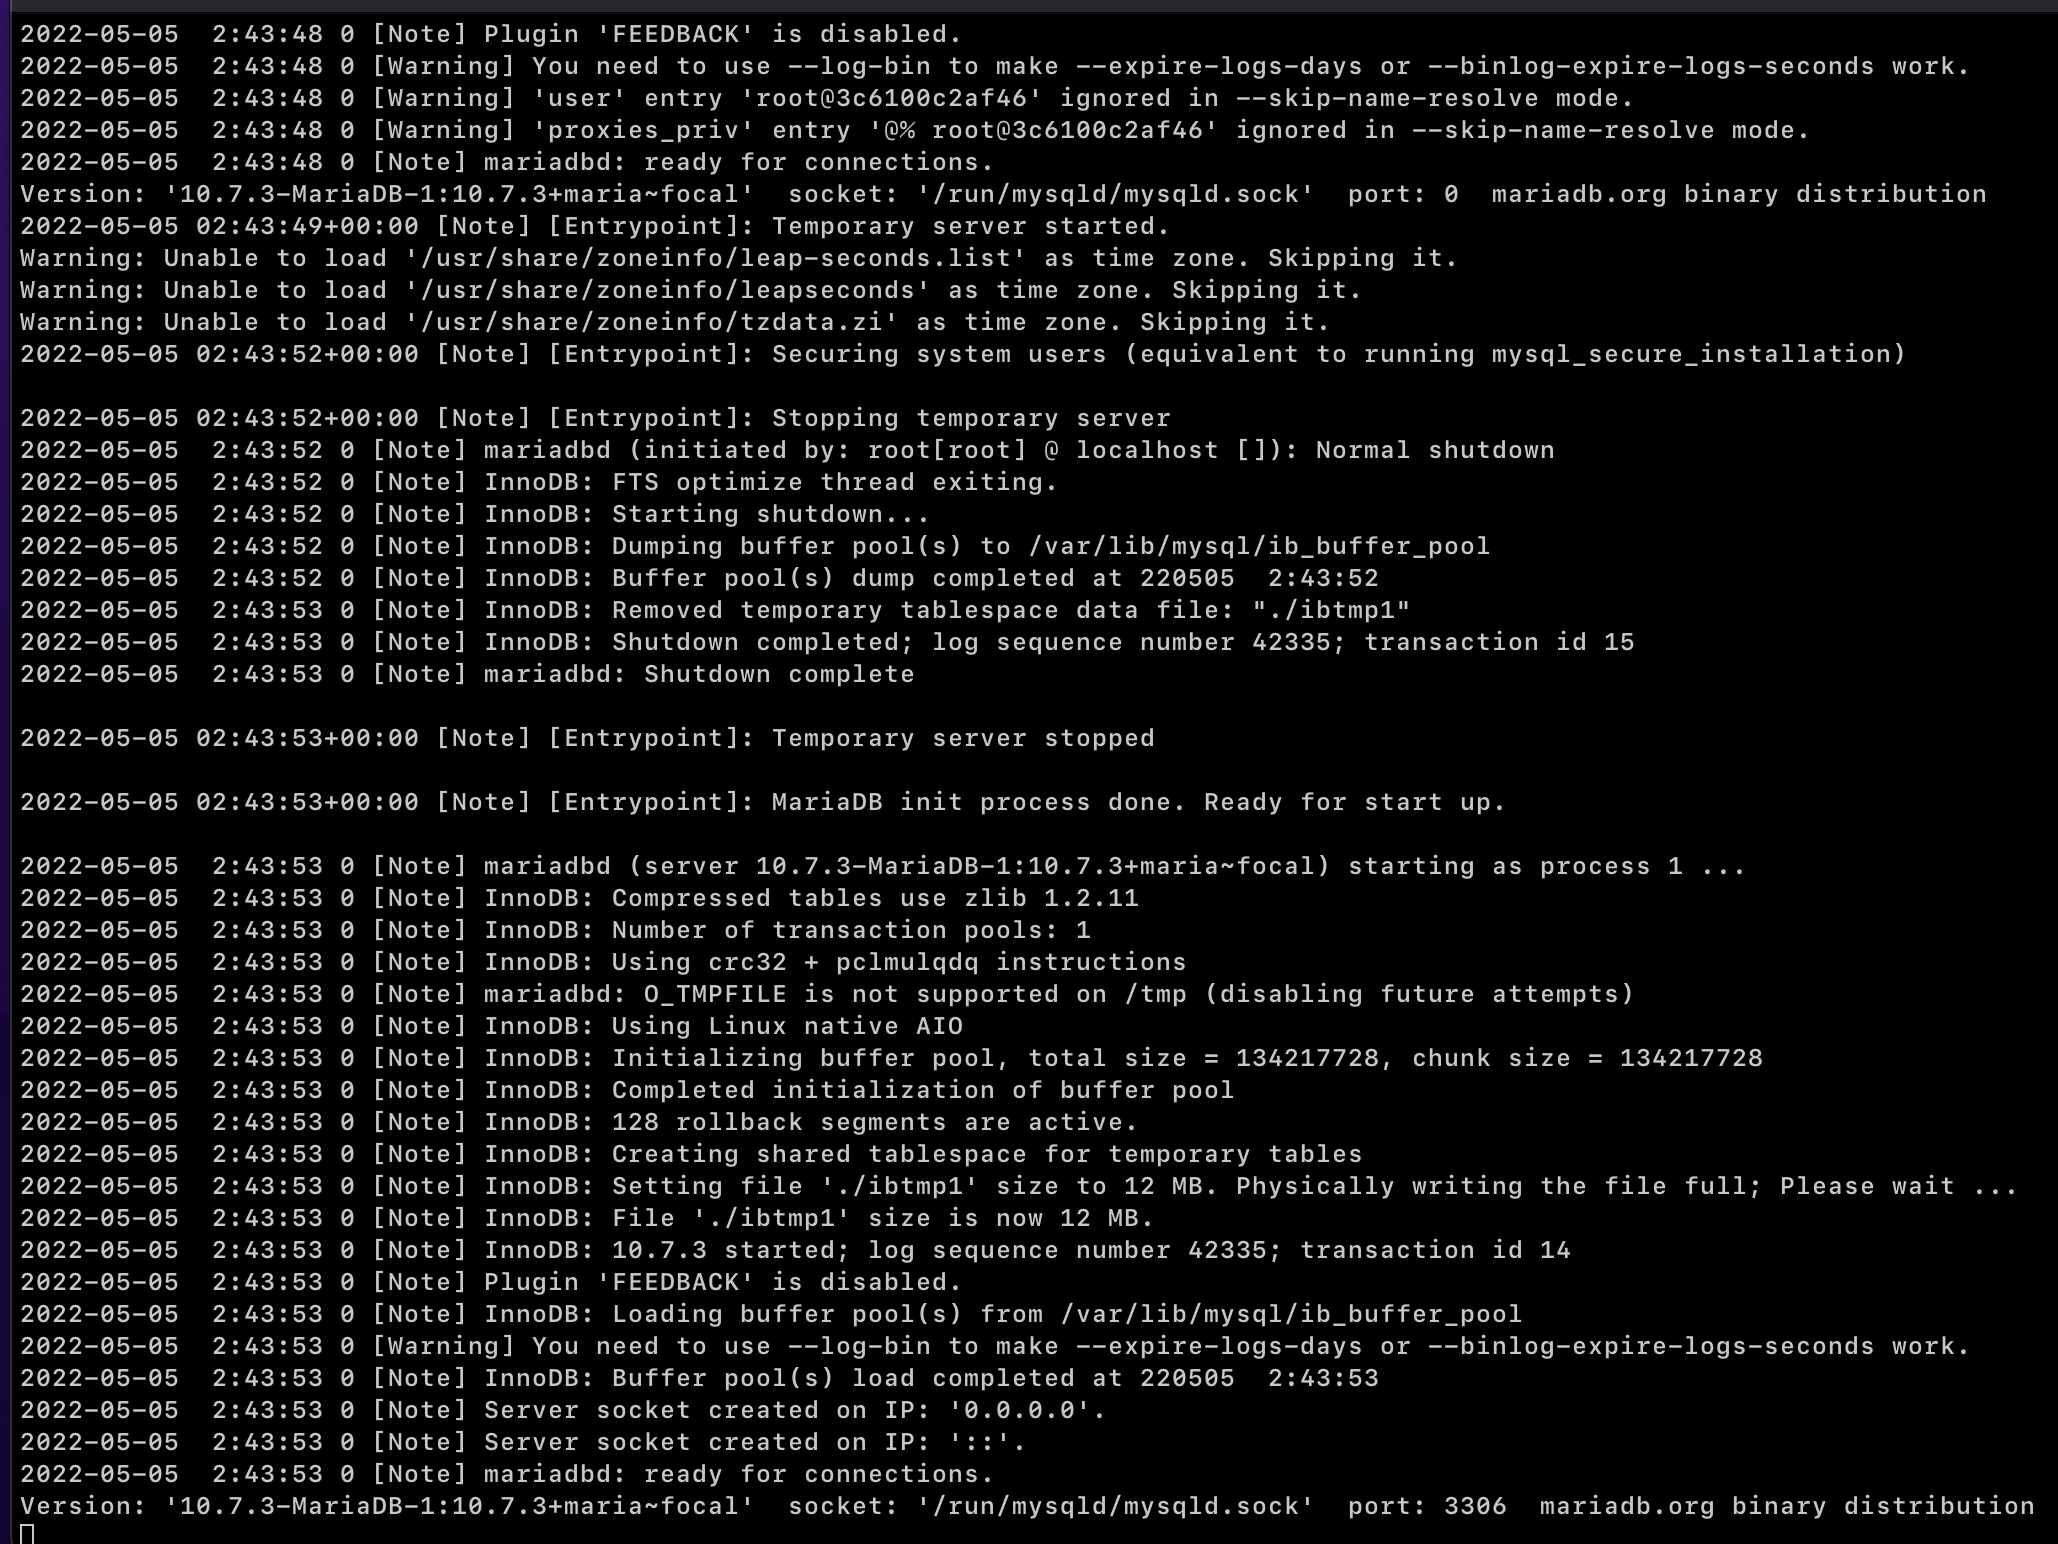 2022-05-05  2:43:48 0 [Note] Plugin 'FEEDBACK' is disabled.
2022-05-05  2:43:48 0 [Warning] You need to use --log-bin to make --expire-logs-days or --binlog-expire-logs-seconds work.
2022-05-05  2:43:48 0 [Warning] 'user' entry 'root@3c6100c2af46' ignored in --skip-name-resolve mode.
2022-05-05  2:43:48 0 [Warning] 'proxies_priv' entry '@% root@3c6100c2af46' ignored in --skip-name-resolve mode.
2022-05-05  2:43:48 0 [Note] mariadbd: ready for connections.
Version: '10.7.3-MariaDB-1:10.7.3+maria~focal'  socket: '/run/mysqld/mysqld.sock'  port: 0  mariadb.org binary distribution
2022-05-05 02:43:49+00:00 [Note] [Entrypoint]: Temporary server started.
Warning: Unable to load '/usr/share/zoneinfo/leap-seconds.list' as time zone. Skipping it.
Warning: Unable to load '/usr/share/zoneinfo/leapseconds' as time zone. Skipping it.
Warning: Unable to load '/usr/share/zoneinfo/tzdata.zi' as time zone. Skipping it.
2022-05-05 02:43:52+00:00 [Note] [Entrypoint]: Securing system users (equivalent to running mysql_secure_installation)
2022-05-05 02:43:52+00:00 [Note] [Entrypoint]: Stopping temporary server
2022-05-05  2:43:52 0 [Note] mariadbd (initiated by: root[root] @ localhost []): Normal shutdown
2022-05-05  2:43:52 0 [Note] InnoDB: FTS optimize thread exiting.
2022-05-05  2:43:52 0 [Note] InnoDB: Starting shutdown...
2022-05-05  2:43:52 0 [Note] InnoDB: Dumping buffer pool(s) to /var/lib/mysql/ib_buffer_pool
2022-05-05  2:43:52 0 [Note] InnoDB: Buffer pool(s) dump completed at 220505  2:43:52
2022-05-05  2:43:53 0 [Note] InnoDB: Removed temporary tablespace data file: "./ibtmp1"
2022-05-05  2:43:53 0 [Note] InnoDB: Shutdown completed; log sequence number 42335; transaction id 15
2022-05-05  2:43:53 0 [Note] mariadbd: Shutdown complete
2022-05-05 02:43:53+00:00 [Note] [Entrypoint]: Temporary server stopped
2022-05-05 02:43:53+00:00 [Note] [Entrypoint]: MariaDB init process done. Ready for start up.
2022-05-05  2:43:53 0 [Note] mariadbd (server 10.7.3-MariaDB-1:10.7.3+maria~focal) starting as process 1 ...
2022-05-05  2:43:53 0 [Note] InnoDB: Compressed tables use zlib 1.2.11
2022-05-05  2:43:53 0 [Note] InnoDB: Number of transaction pools: 1
2022-05-05  2:43:53 0 [Note] InnoDB: Using crc32 + pclmulqdq instructions
2022-05-05  2:43:53 0 [Note] mariadbd: O_TMPFILE is not supported on /tmp (disabling future attempts)
2022-05-05  2:43:53 0 [Note] InnoDB: Using Linux native AIO
2022-05-05  2:43:53 0 [Note] InnoDB: Initializing buffer pool, total size = 134217728, chunk size = 134217728
2022-05-05  2:43:53 0 [Note] InnoDB: Completed initialization of buffer pool
2022-05-05  2:43:53 0 [Note] InnoDB: 128 rollback segments are active.
2022-05-05  2:43:53 0 [Note] InnoDB: Creating shared tablespace for temporary tables
2022-05-05  2:43:53 0 [Note] InnoDB: Setting file './ibtmp1' size to 12 MB. Physically writing the file full; Please wait ...
2022-05-05  2:43:53 0 [Note] InnoDB: File './ibtmp1' size is now 12 MB.
2022-05-05  2:43:53 0 [Note] InnoDB: 10.7.3 started; log sequence number 42335; transaction id 14
2022-05-05  2:43:53 0 [Note] Plugin 'FEEDBACK' is disabled.
2022-05-05  2:43:53 0 [Note] InnoDB: Loading buffer pool(s) from /var/lib/mysql/ib_buffer_pool
2022-05-05  2:43:53 0 [Warning] You need to use --log-bin to make --expire-logs-days or --binlog-expire-logs-seconds work.
2022-05-05  2:43:53 0 [Note] InnoDB: Buffer pool(s) load completed at 220505  2:43:53
2022-05-05  2:43:53 0 [Note] Server socket created on IP: '0.0.0.0'.
2022-05-05  2:43:53 0 [Note] Server socket created on IP: '::'.
2022-05-05  2:43:53 0 [Note] mariadbd: ready for connections.
Version: '10.7.3-MariaDB-1:10.7.3+maria~focal'  socket: '/run/mysqld/mysqld.sock'  port: 3306  mariadb.org binary distribution